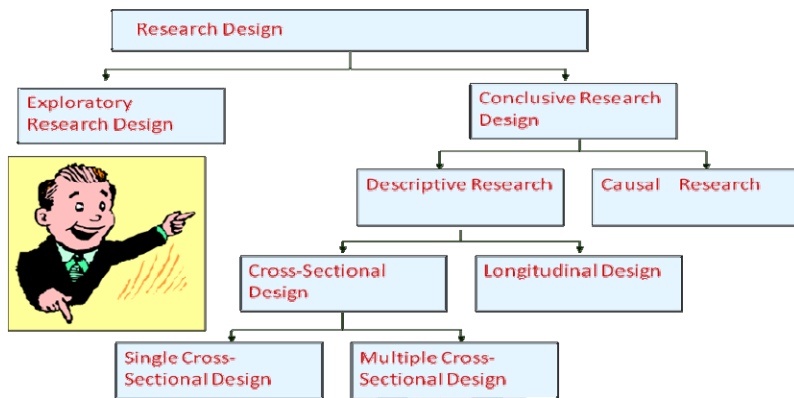 Research Design
Exploratory
Research Design
Conclusive Research
Design
Descriptive Research
Causal Research
Cross-Sectional
Design
Longitudinal Design
Single Cross-
Sectional Design
Multiple Cross-
Sectional Design